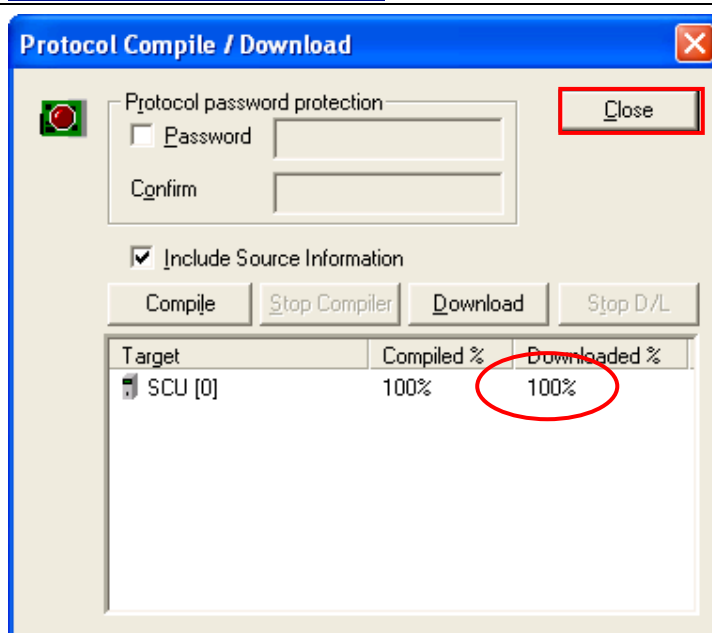 Protocol Compile / Download
Protocol password protection
Close
Password
Confirm
Include Source Information
Compile Stop Compiler Download Stop D/L
Target Compiled % Downloaded %
SCU [0] 100% 100%